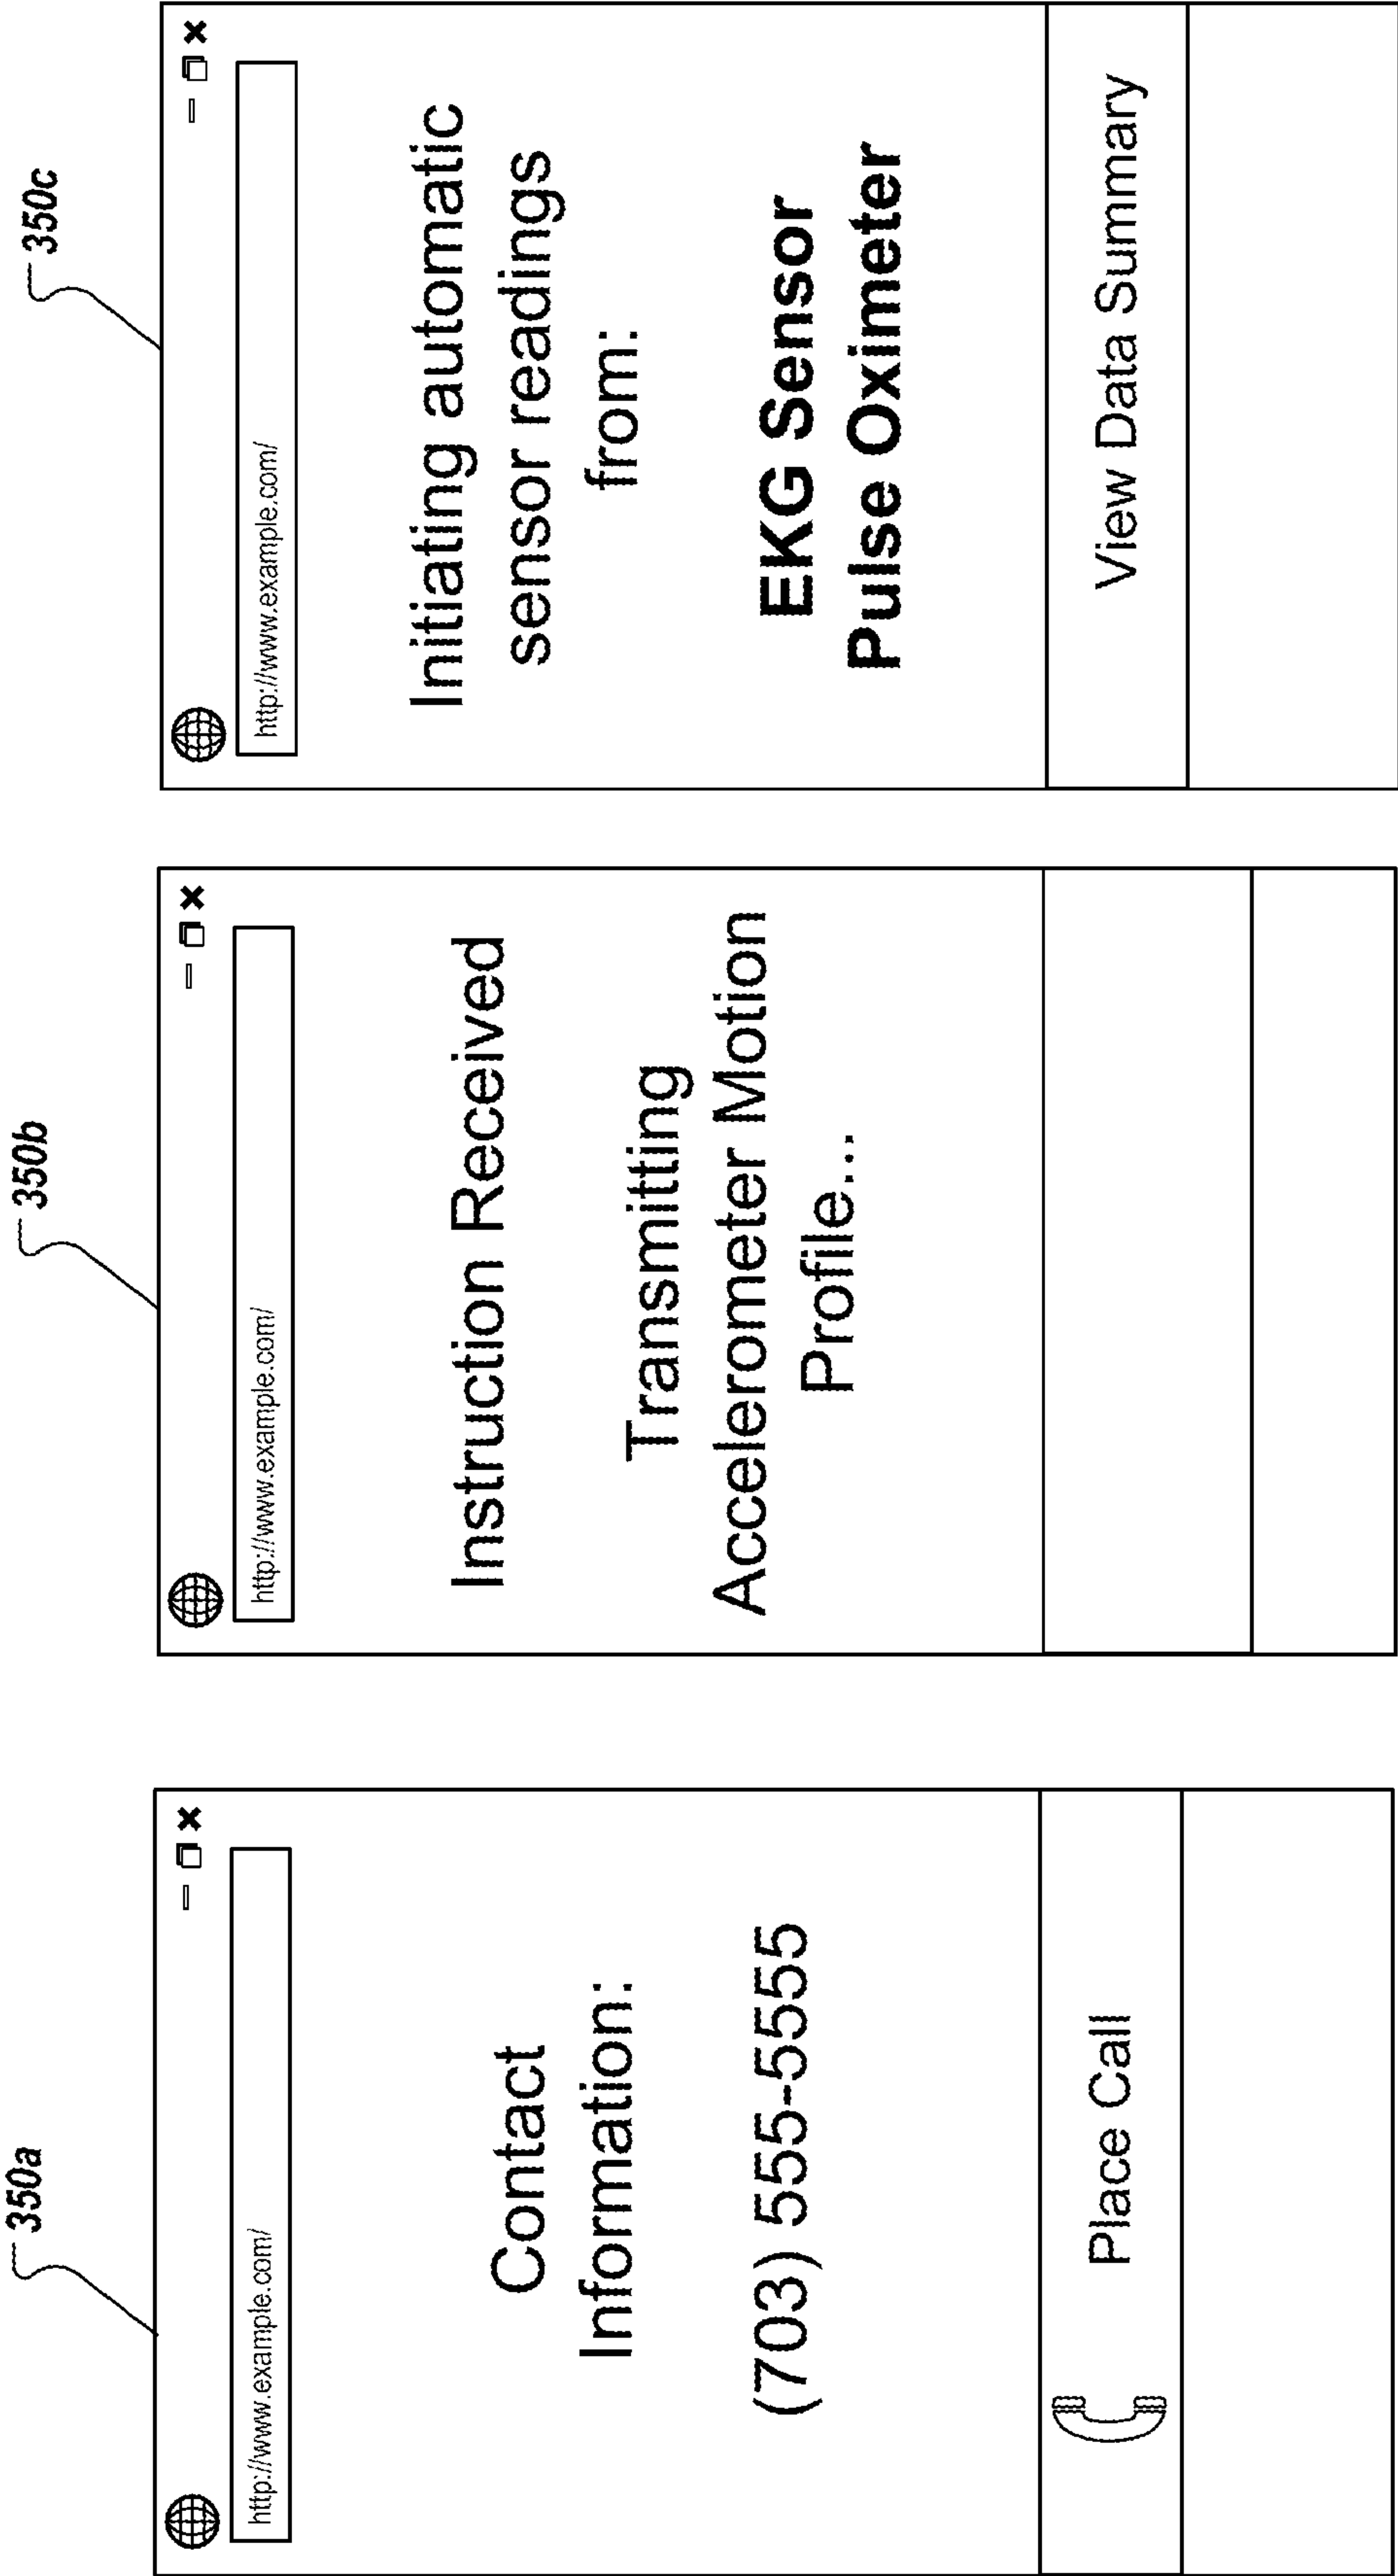 350a
http://www.example.com/
Contact
Information:
(703) 555-5555
Place Call
350b
http://www.example.com/
Instruction Received
Transmitting
Accelerometer Motion
Profile...
350c
http://www.example.com/
Initiating automatic
sensor readings
from:
EKG Sensor
Pulse Oximeter
View Data Summary